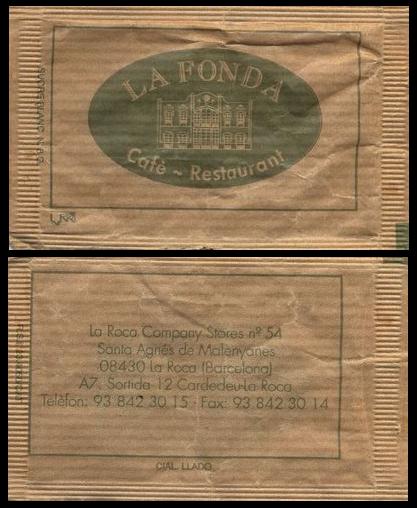 LA FONDA
Cafè ~ Restaurant
La Roca Company Stores nº 54
Santa Agnès de Malenyanes
08430 La Roca (Barcelona)
A7. Sortida 12 Cardedeu-La Roca
Telèfon: 93 842 30 15 · Fax: 93 842 30 14
CIAL. LLADO